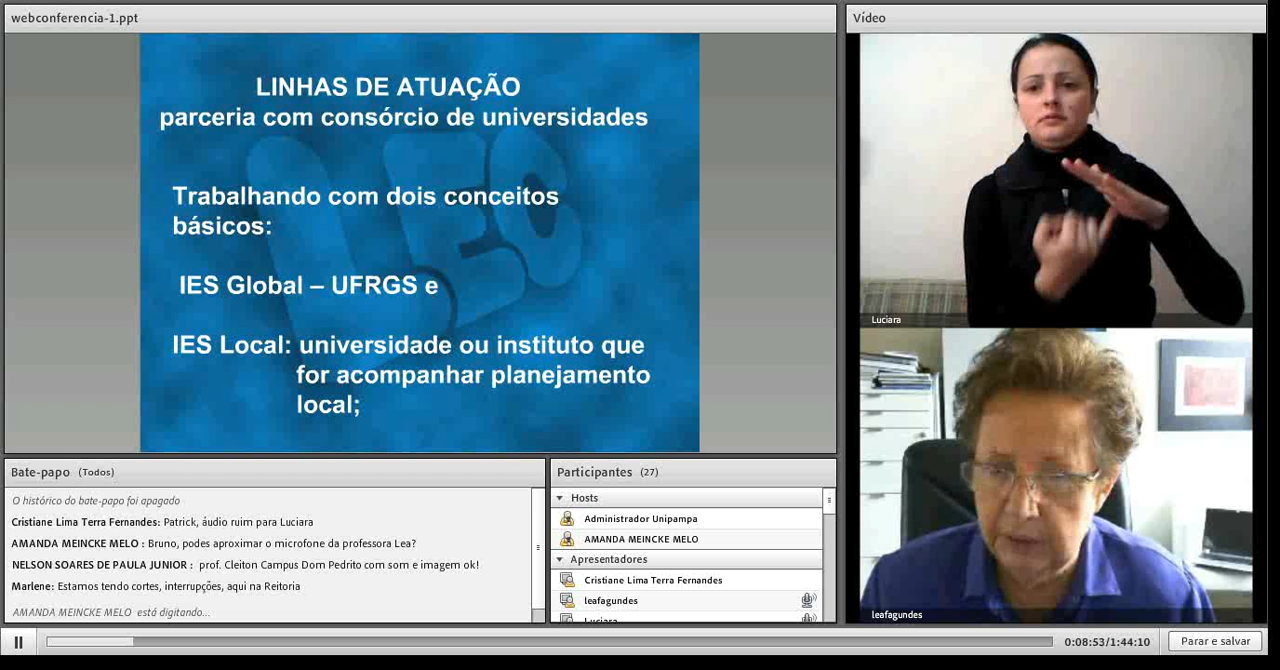 webconferencia-1.ppt
LINHAS DE ATUAÇÃO
parceria com consórcio de universidades
Trabalhando com dois conceitos
básicos:
IES Global – UFRGS e
IES Local: universidade ou instituto que
for acompanhar planejamento
local;
LEC
Vídeo
Luciara
leafagundes
Bate-papo (Todos)
O histórico do bate-papo foi apagado
Cristiane Lima Terra Fernandes: Patrick, áudio ruim para Luciara
AMANDA MEINCKE MELO : Bruno, podes aproximar o microfone da professora Lea?
NELSON SOARES DE PAULA JUNIOR : prof. Cleiton Campus Dom Pedrito com som e imagem ok!
Marlene: Estamos tendo cortes, interrupções, aqui na Reitoria
AMANDA MEINCKE MELO está digitando...
Participantes (27)
Hosts
Administrador Unipampa
AMANDA MEINCKE MELO
Apresentadores
Cristiane Lima Terra Fernandes
leafagundes
Luciara
0:08:53/1:44:10
Parar e salvar